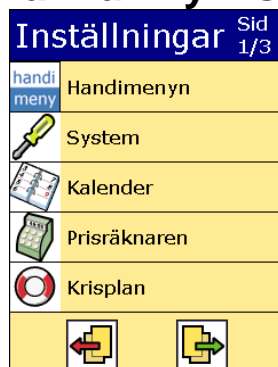 Inställningar Sid 1/3
handi meny Handimenyn
System
Kalender
Prisräknaren
Krisplan